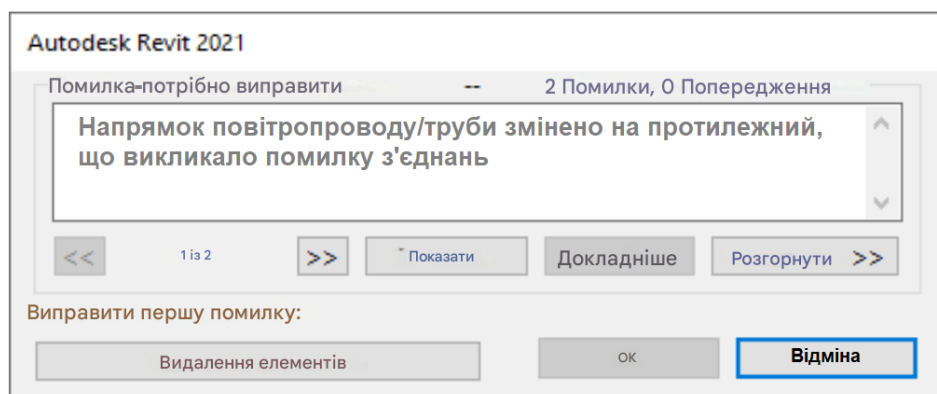 Autodesk Revit 2021
Помилка-потрібно виправити -- 2 Помилки, 0 Попередження
Напрямок повітропроводу/труби змінено на протилежний,
що викликало помилку з'єднань
<< 1 із 2 >> Показати Докладніше Розгорнути >>
Виправити першу помилку:
Видалення елементів ок Відміна